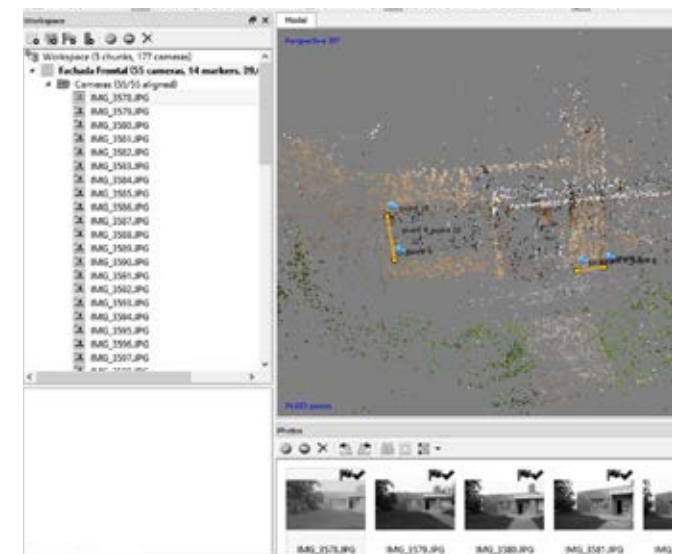 Workspace
Workspace (5 chunks, 177 cameras)
Fachada Frontal (55 cameras, 14 markers, 39,
Cameras (55/55 aligned)
IMG_3578.JPG
IMG_3579.JPG
IMG_3580.JPG
IMG_3581.JPG
IMG_3582.JPG
IMG_3583.JPG
IMG_3584.JPG
IMG_3585.JPG
IMG_3586.JPG
IMG_3587.JPG
IMG_3588.JPG
IMG_3589.JPG
IMG_3590.JPG
IMG_3591.JPG
IMG_3592.JPG
IMG_3593.JPG
IMG_3594.JPG
IMG_3595.JPG
IMG_3596.JPG
IMG_3597.JPG
Model
Perspective 30°
points
Photos
IMG_3578.JPG
IMG_3579.JPG
IMG_3580.JPG
IMG_3581.JPG
IMG